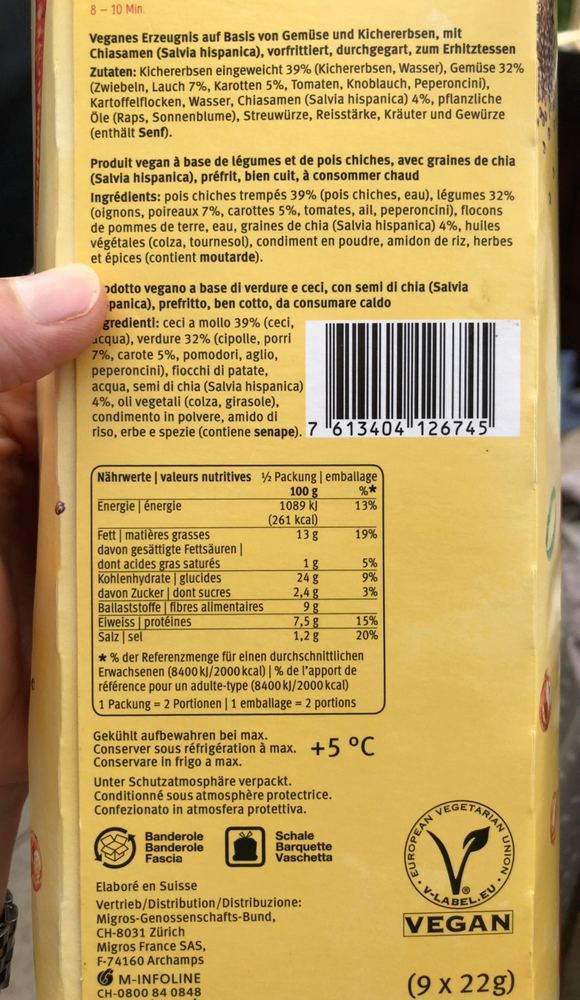 8 – 10 Min.
Veganes Erzeugnis auf Basis von Gemüse und Kichererbsen, mit
Chiasamen (Salvia hispanica), vorfrittiert, durchgegart, zum Erhitztessen
Zutaten: Kichererbsen eingeweicht 39% (Kichererbsen, Wasser), Gemüse 32%
(Zwiebeln, Lauch 7%, Karotten 5%, Tomaten, Knoblauch, Peperoncini),
Kartoffelflocken, Wasser, Chiasamen (Salvia hispanica) 4%, pflanzliche
Öle (Raps, Sonnenblume), Streuwürze, Reisstärke, Kräuter und Gewürze
(enthält Senf).
Produit vegan à base de légumes et de pois chiches, avec graines de chia
(Salvia hispanica), préfrit, bien cuit, à consommer chaud
Ingrédients: pois chiches trempés 39% (pois chiches, eau), légumes 32%
(oignons, poireaux 7%, carottes 5%, tomates, ail, peperoncini), flocons
de pommes de terre, eau, graines de chia (Salvia hispanica) 4%, huiles
végétales (colza, tournesol), condiment en poudre, amidon de riz, herbes
et épices (contient moutarde).
odotto vegano a base di verdure e ceci, con semi di chia (Salvia
panica), prefritto, ben cotto, da consumare caldo
gredienti: ceci a mollo 39% (ceci,
acqua), verdure 32% (cipolle, porri
7%, carote 5%, pomodori, aglio,
peperoncini), fiocchi di patate,
acqua, semi di chia (Salvia hispanica)
4%, oli vegetali (colza, girasole),
condimento in polvere, amido di
riso, erbe e spezie (contiene senape).
7 613404 126745
Nährwerte | valeurs nutritives ½ Packung | emballage
100 g %*
Energie | énergie 1089 kJ 13%
(261 kcal)
Fett | matières grasses 13 g 19%
davon gesättigte Fettsäuren |
dont acides gras saturés 1 g 5%
Kohlenhydrate | glucides 24 g 9%
davon Zucker | dont sucres 2,4 g 3%
Ballaststoffe | fibres alimentaires 9 g
Eiweiss | protéines 7,5 g 15%
Salz | sel 1,2 g 20%
* % der Referenzmenge für einen durchschnittlichen
Erwachsenen (8400 kJ/2000 kcal) | % de l'apport de
référence pour un adulte-type (8400 kJ/2000 kcal)
1 Packung = 2 Portionen | 1 emballage = 2 portions
Gekühlt aufbewahren bei max.
Conserver sous réfrigération à max. +5 °C
Conservare in frigo a max.
Unter Schutzatmosphäre verpackt.
Conditionné sous atmosphère protectrice.
Confezionato in atmosfera protettiva.
Banderole
Banderole
Fascia
Schale
Barquette
Vaschetta
EUROPEAN VEGETARIAN UNION
V-LABEL.EU
®
VEGAN
Elaboré en Suisse
Vertrieb/Distribution/Distribuzione:
Migros-Genossenschafts-Bund,
CH-8031 Zürich
Migros France SAS,
F-74160 Archamps
M-INFOLINE
CH-0800 84 0848
(9 x 22g)